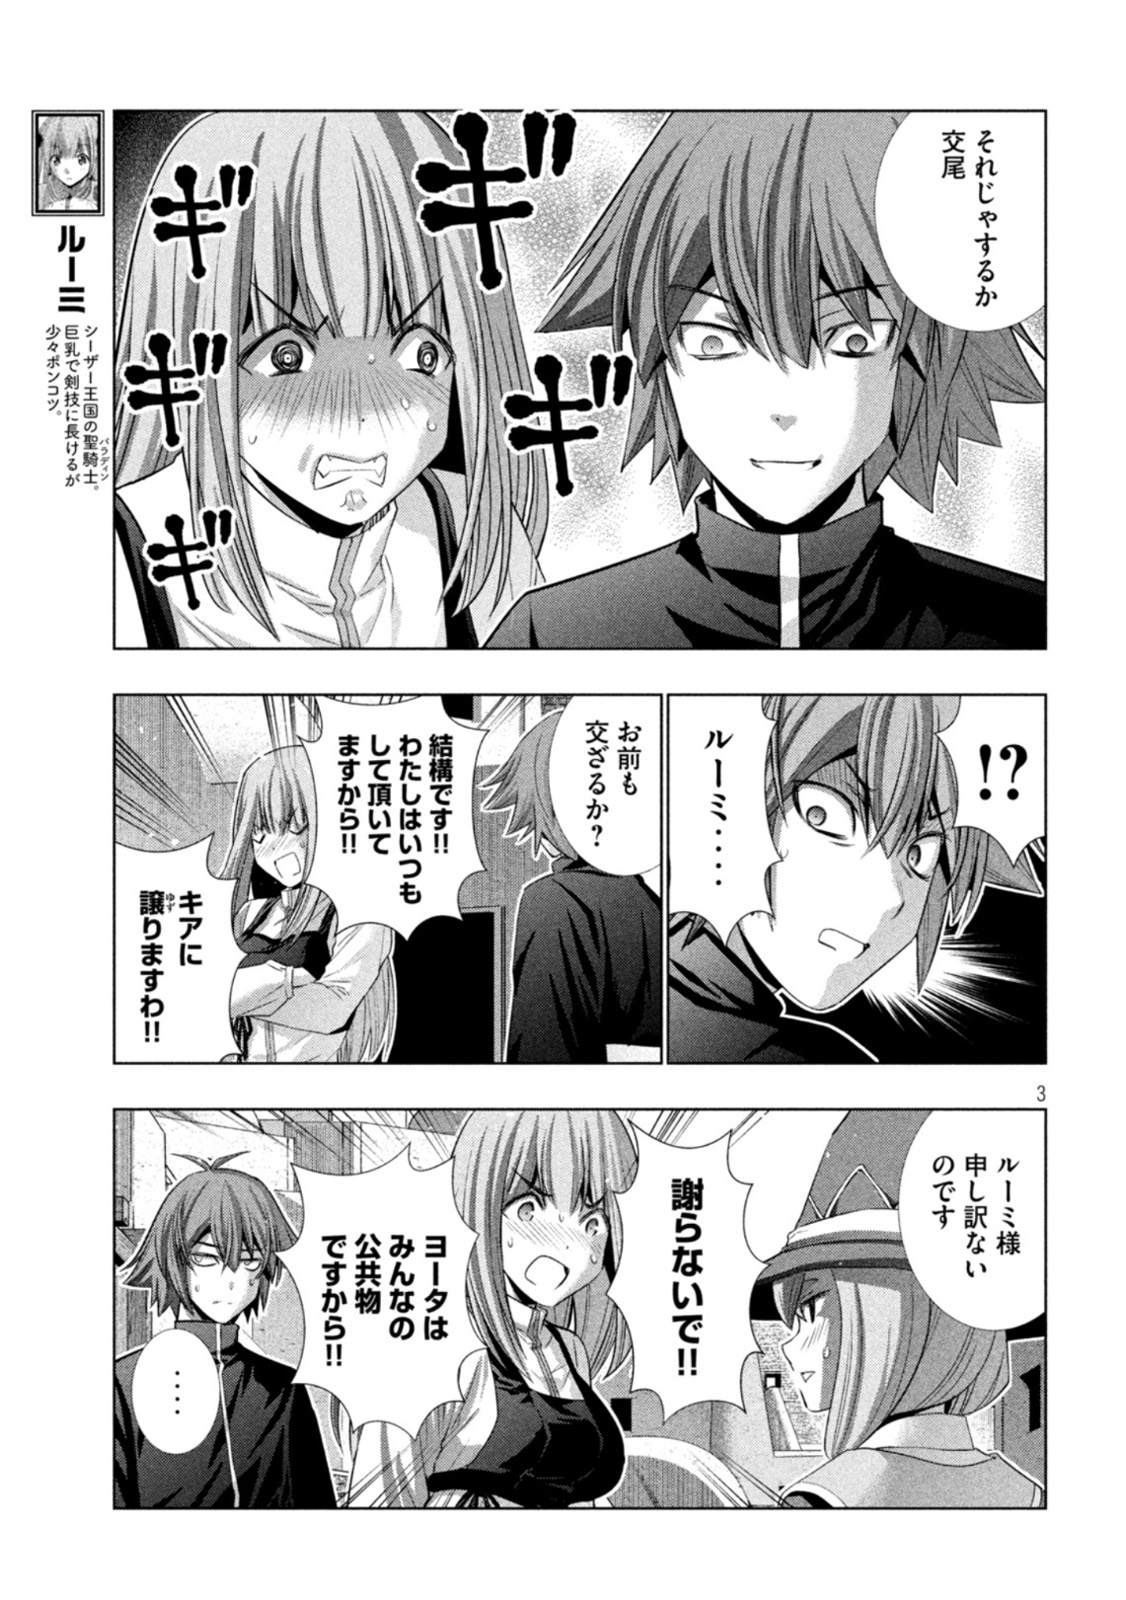 それじゃするか
交尾
ギギギギギ
ルーミ
シーザー王国の聖騎士。
パラディン
巨乳で剣技に長けるが
少々ポンコツ。
!?
ルーミ‥‥
お前も
交ざるか?
結構です!!
わたしはいつも
して頂いて
ますから!!
キアに
譲りますわ!!
ゆず
3
ルーミ様
申し訳ない
のです
謝らないで!!
ヨータは
みんなの
公共物
ですから!!
‥‥